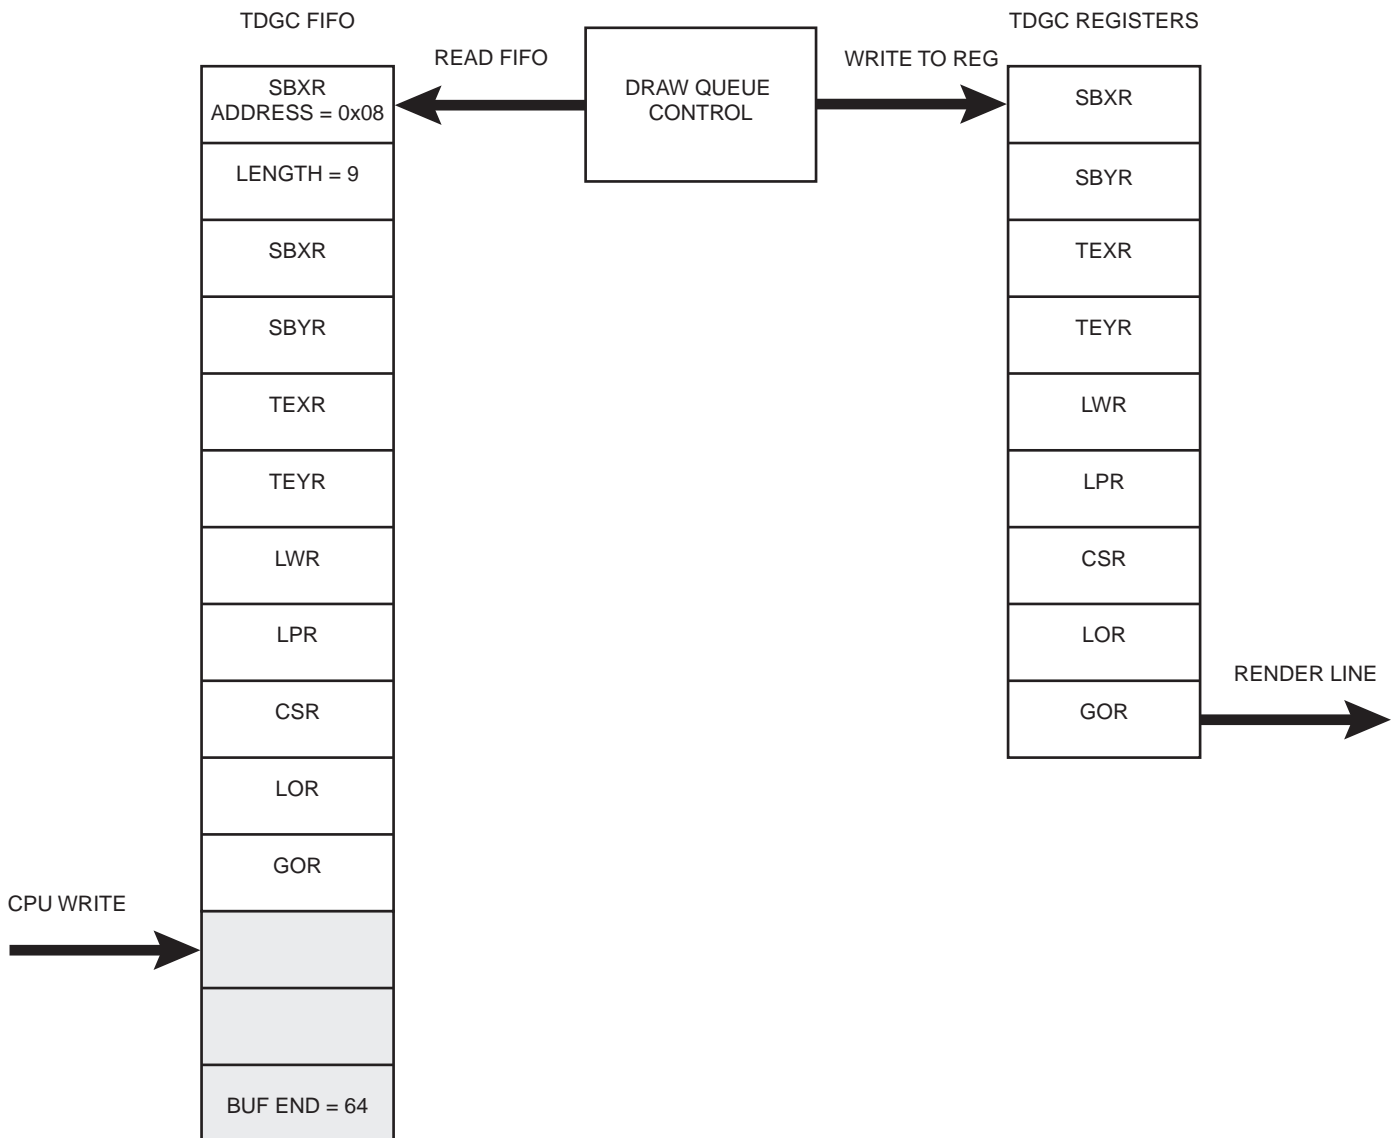 TDGC FIFO
TDGC REGISTERS
READ FIFO
WRITE TO REG
DRAW QUEUE
CONTROL
SBXR
ADDRESS = 0x08
LENGTH = 9
SBXR
SBYR
TEXR
TEYR
LWR
LPR
CSR
LOR
GOR
CPU WRITE
BUF END = 64
SBXR
SBYR
TEXR
TEYR
LWR
LPR
CSR
LOR
GOR
RENDER LINE